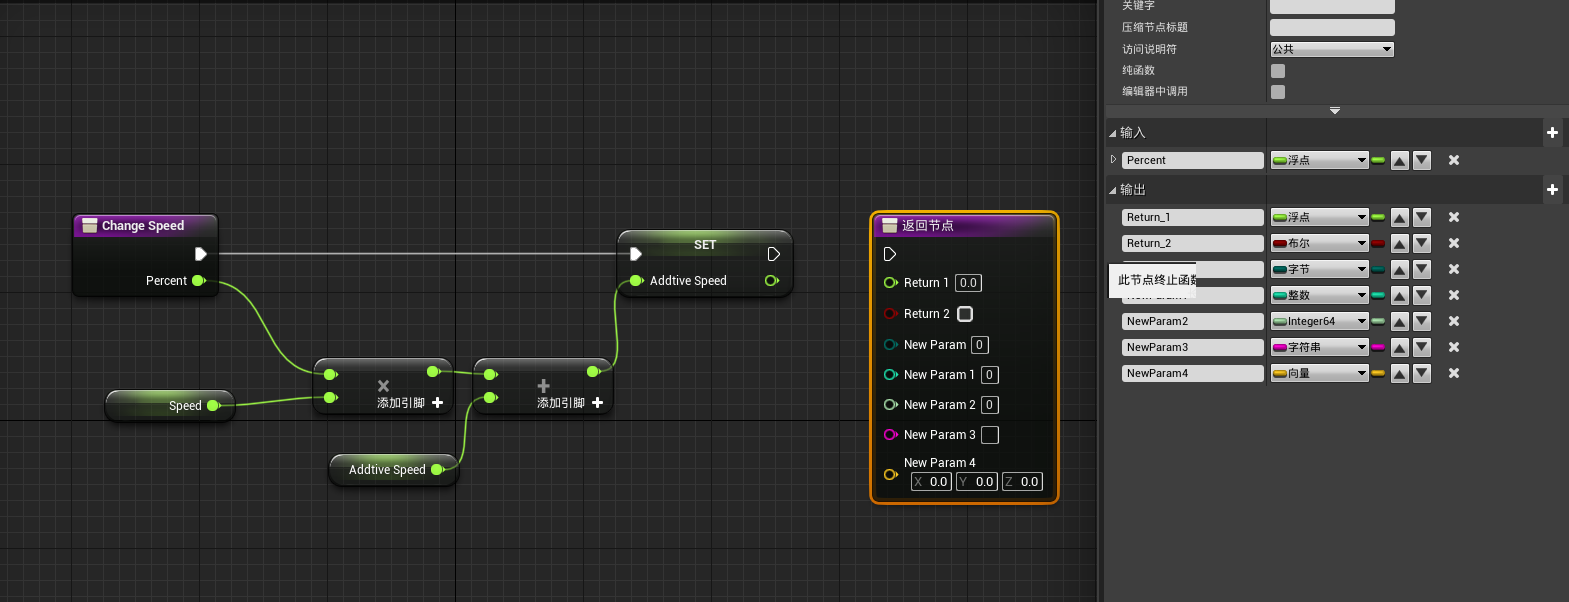 Change Speed
Percent
Speed
添加引脚
添加引脚
Addtive Speed
SET
Addtive Speed
返回节点
Return 1 0.0
Return 2
New Param 0
New Param 1 0
New Param 2 0
New Param 3
New Param 4
X 0.0 Y 0.0 Z 0.0
关键字
压缩节点标题
访问说明符 公共
纯函数
编辑器中调用
输入
Percent 浮点
输出
Return_1 浮点
Return_2 布尔
字节
此节点终止函
整数
NewParam2 Integer64
NewParam3 字符串
NewParam4 向量